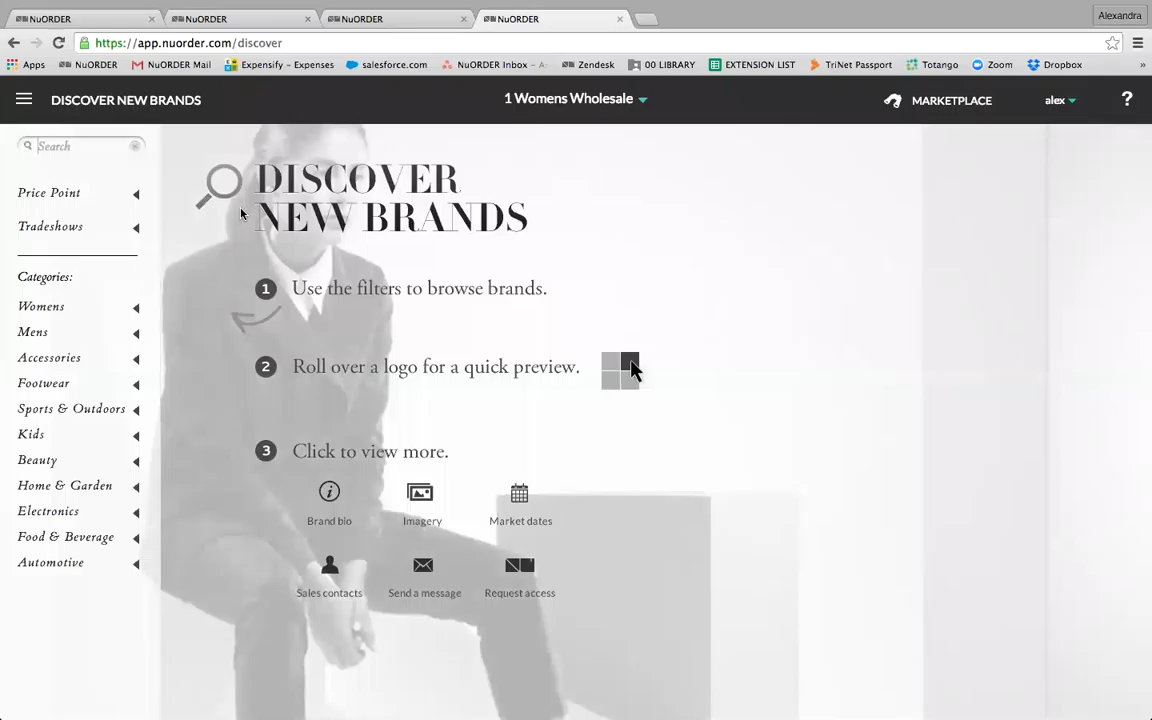 NuORDER
NuORDER
NuORDER
NuORDER
Alexandra
https://app.nuorder.com/discover
Apps NuORDER NuORDER Mail Expensify - Expenses salesforce.com NuORDER Inbox - A Zendesk 00 LIBRARY EXTENSION LIST TriNet Passport Totango Zoom Dropbox »
DISCOVER NEW BRANDS
1 Womens Wholesale
MARKETPLACE
alex
?
Search
Price Point
Tradeshows
Categories:
Womens
Mens
Accessories
Footwear
Sports & Outdoors
Kids
Beauty
Home & Garden
Electronics
Food & Beverage
Automotive
DISCOVER
NEW BRANDS
1 Use the filters to browse brands.
2 Roll over a logo for a quick preview.
3 Click to view more.
Brand bio Imagery Market dates
Sales contacts Send a message Request access